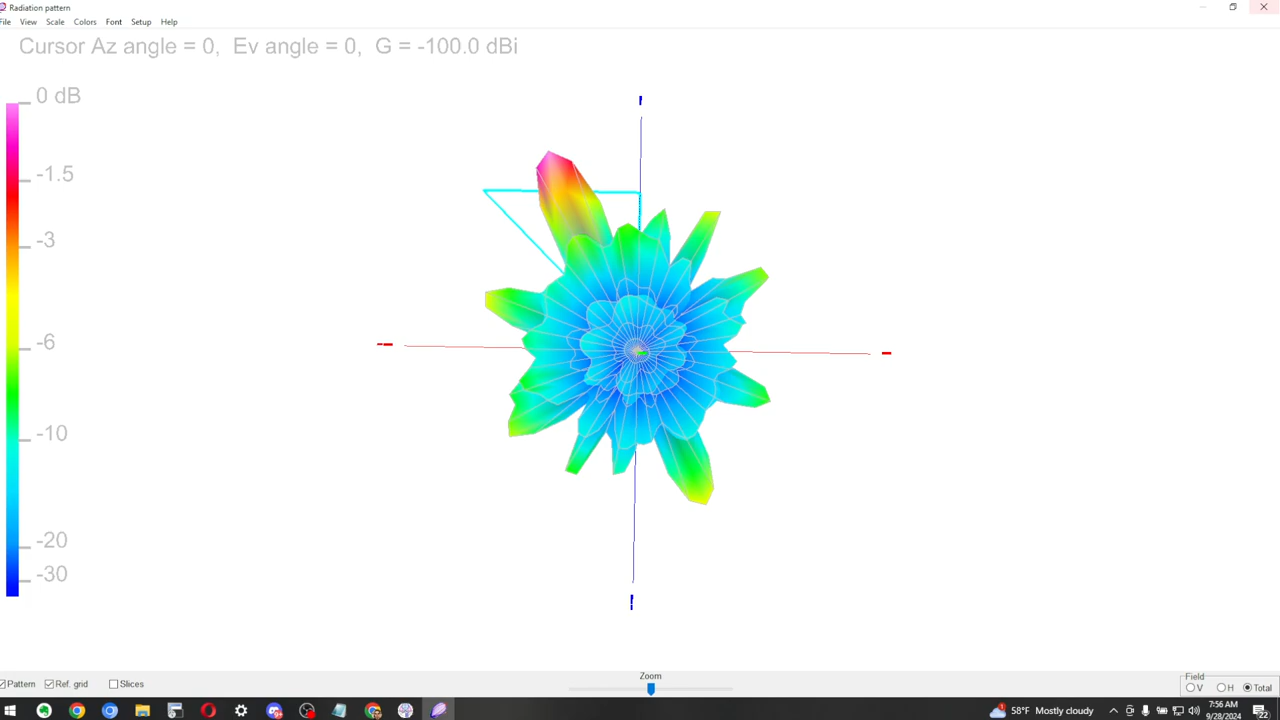 Radiation pattern
File View Scale Colors Font Setup Help
Cursor Az angle = 0, Ev angle = 0, G = -100.0 dBi
0 dB
-1.5
-3
-6
-10
-20
-30
Zoom
Pattern Ref. grid Slices
Field
V H Total
58°F Mostly cloudy
7:56 AM
9/28/2024
22